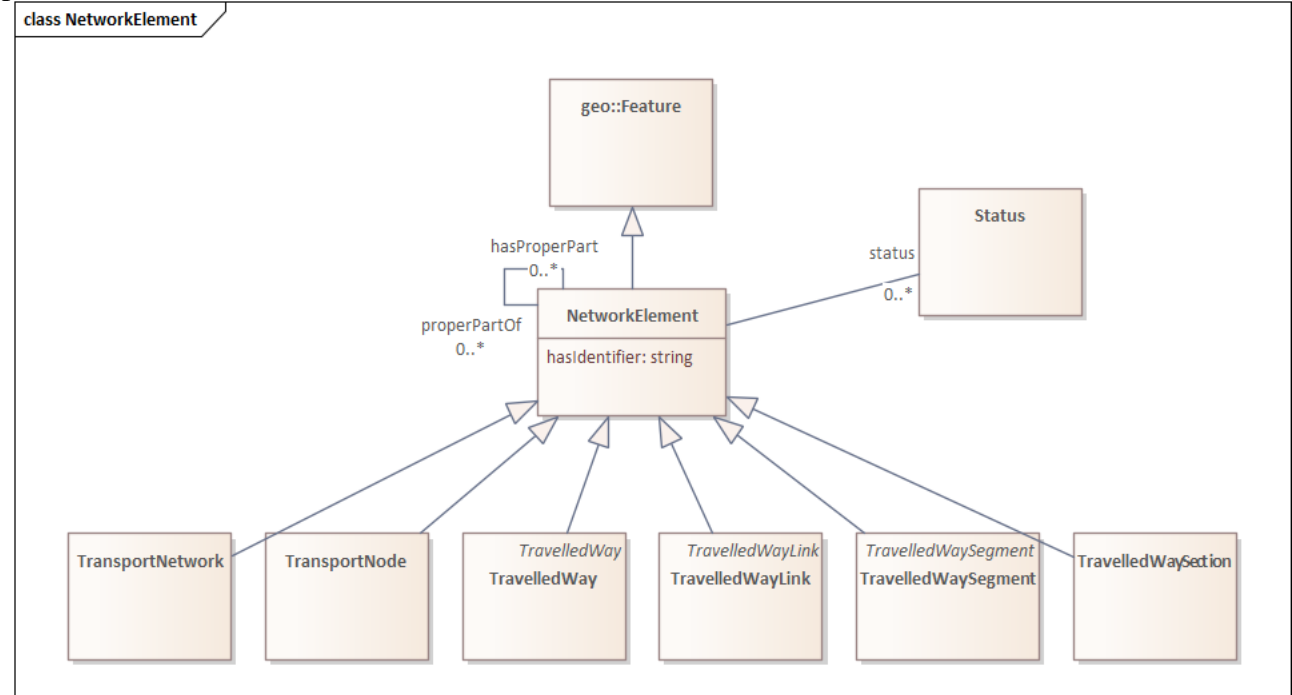 class NetworkElement
geo::Feature
Status
hasProperPart
0..*
status
0..*
NetworkElement
properPartOf
0..*
hasIdentifier: string
TravelledWay
TravelledWayLink
TravelledWaySegment
TransportNetwork
TransportNode
TravelledWay
TravelledWayLink
TravelledWaySegment
TravelledWaySection